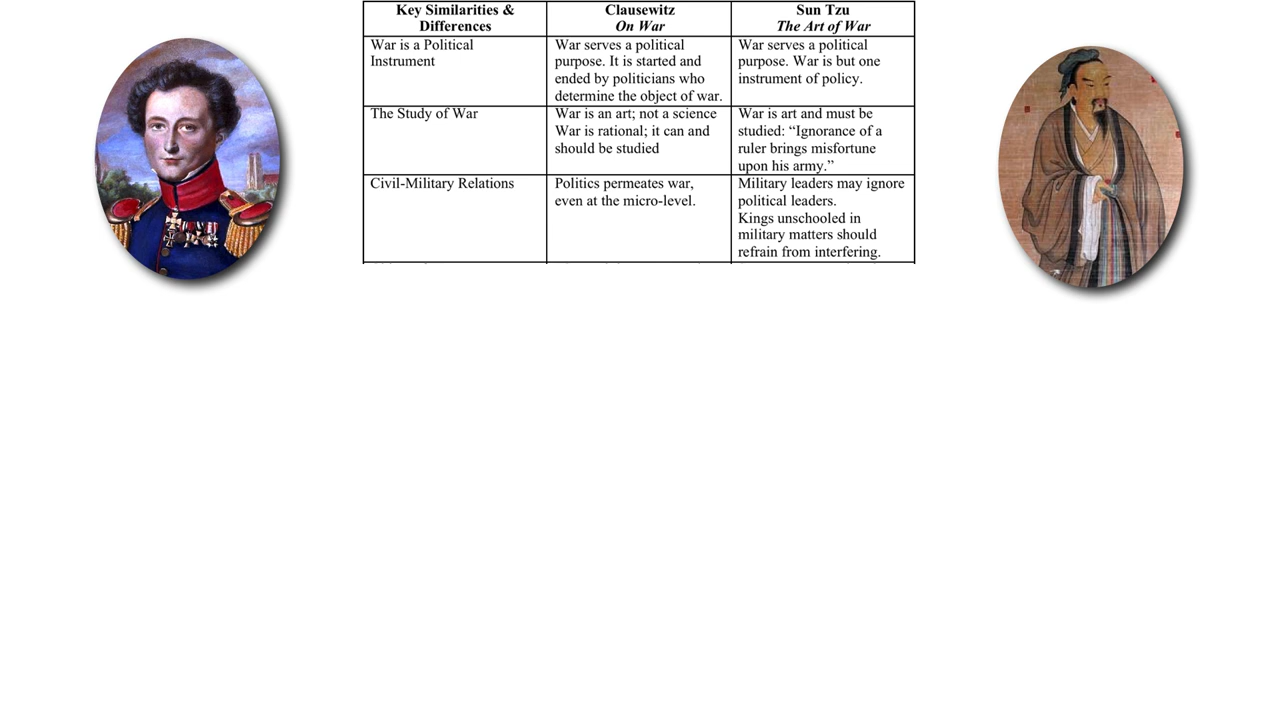 Key Similarities &
Differences
Clausewitz
On War
Sun Tzu
The Art of War
War is a Political
Instrument
War serves a political
purpose. It is started and
ended by politicians who
determine the object of war.
War serves a political
purpose. War is but one
instrument of policy.
The Study of War
War is an art; not a science
War is rational; it can and
should be studied
War is art and must be
studied: “Ignorance of a
ruler brings misfortune
upon his army.”
Civil-Military Relations
Politics permeates war,
even at the micro-level.
Military leaders may ignore
political leaders.
Kings unschooled in
military matters should
refrain from interfering.